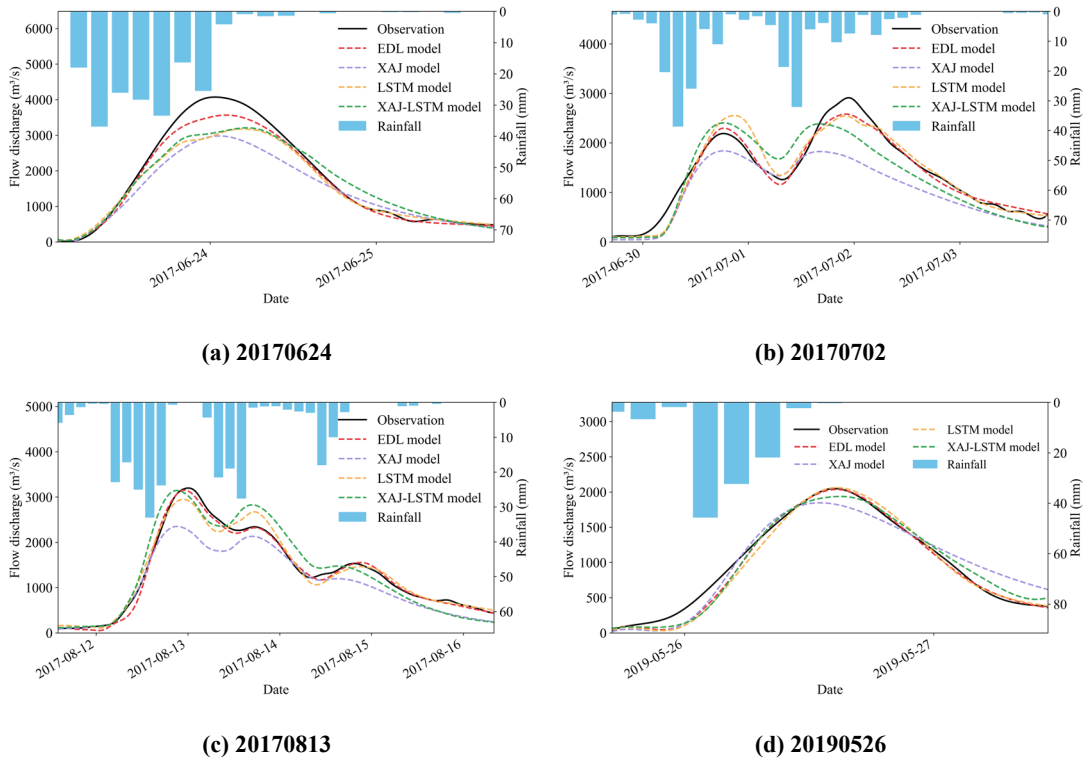 6000
5000
4000
3000
2000
1000
0
Flow discharge (m³/s)
Observation
EDL model
XAJ model
LSTM model
XAJ-LSTM model
Rainfall
0
10
20
30
40
50
60
70
Rainfall (mm)
2017-06-24
2017-06-25
Date
(a) 20170624
4000
3000
2000
1000
0
Flow discharge (m³/s)
Observation
EDL model
XAJ model
LSTM model
XAJ-LSTM model
Rainfall
0
10
20
30
40
50
60
70
Rainfall (mm)
2017-06-30
2017-07-01
2017-07-02
2017-07-03
Date
(b) 20170702
5000
4000
3000
2000
1000
0
Flow discharge (m³/s)
Observation
EDL model
XAJ model
LSTM model
XAJ-LSTM model
Rainfall
0
10
20
30
40
50
60
Rainfall (mm)
2017-08-12
2017-08-13
2017-08-14
2017-08-15
2017-08-16
Date
(c) 20170813
3000
2500
2000
1500
1000
500
0
Flow discharge (m³/s)
Observation
EDL model
XAJ model
LSTM model
XAJ-LSTM model
Rainfall
0
20
40
60
80
Rainfall (mm)
2019-05-26
2019-05-27
Date
(d) 20190526